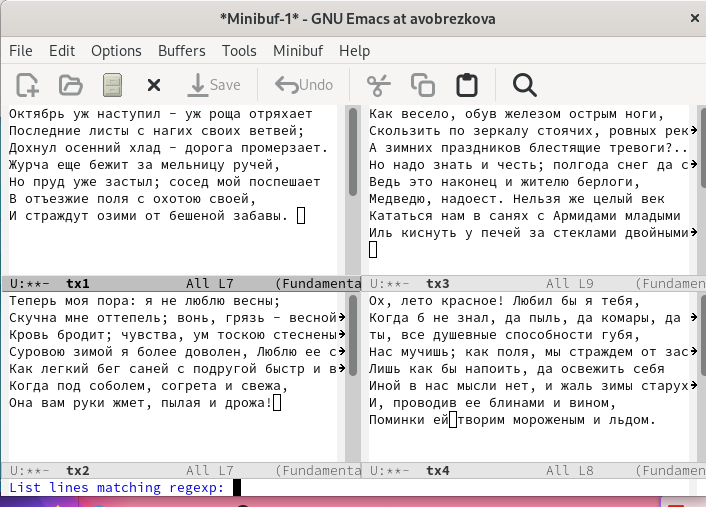 *Minibuf-1* - GNU Emacs at avobrezkova
File Edit Options Buffers Tools Minibuf Help
Save Undo
Октябрь уж наступил - уж роща отряхает
Последние листы с нагих своих ветвей;
Дохнул осенний хлад - дорога промерзает.
Журча еще бежит за мельницу ручей,
Но пруд уже застыл; сосед мой поспешает
В отъезжие поля с охотою своей,
И страждут озими от бешеной забавы.
U:**- tx1 All L7 (Fundamenta
Как весело, обув железом острым ноги,
Скользить по зеркалу стоячих, ровных рек
А зимних праздников блестящие тревоги?..
Но надо знать и честь; полгода снег да с
Ведь это наконец и жителю берлоги,
Медведю, надоест. Нельзя же целый век
Кататься нам в санях с Армидами младыми
Иль киснуть у печей за стеклами двойными
U:**- tx3 All L9 (Fundamen
Теперь моя пора: я не люблю весны;
Скучна мне оттепель; вонь, грязь - весной
Кровь бродит; чувства, ум тоскою стеснены
Суровою зимой я более доволен, Люблю ее с
Как легкий бег саней с подругой быстр и в
Когда под соболем, согрета и свежа,
Она вам руки жмет, пылая и дрожа!
U:**- tx2 All L7 (Fundamenta
Ох, лето красное! Любил бы я тебя,
Когда б не знал, да пыль, да комары, да
ты, все душевные способности губя,
Нас мучишь; как поля, мы страждем от зас
Лишь как бы напоить, да освежить себя
Иной в нас мысли нет, и жаль зимы старух
И, проводив ее блинами и вином,
Поминки ей творим мороженым и льдом.
U:**- tx4 All L8 (Fundamen
List lines matching regexp: